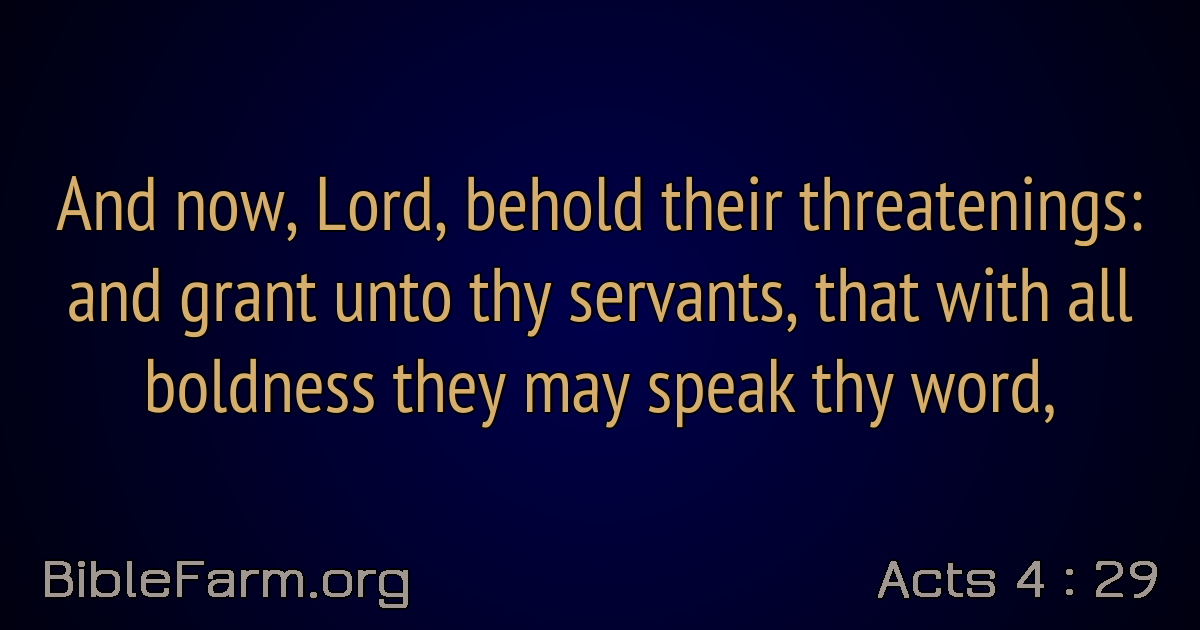 And now, Lord, behold their threatenings:
and grant unto thy servants, that with all
boldness they may speak thy word,
BibleFarm.org
Acts 4 : 29